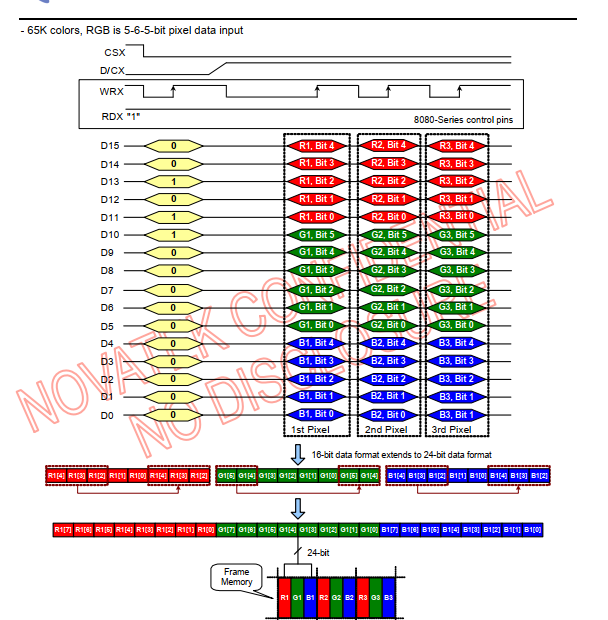 - 65K colors, RGB is 5-6-5-bit pixel data input
CSX
D/CX
WRX
RDX "1"
8080-Series control pins
D15 0 R1, Bit 4 R2, Bit 4 R3, Bit 4
D14 0 R1, Bit 3 R2, Bit 3 R3, Bit 3
D13 1 R1, Bit 2 R2, Bit 2 R3, Bit 2
D12 0 R1, Bit 1 R2, Bit 1 R3, Bit 1
D11 1 R1, Bit 0 R2, Bit 0 R3, Bit 0
D10 1 G1, Bit 5 G2, Bit 5 G3, Bit 5
D9 0 G1, Bit 4 G2, Bit 4 G3, Bit 4
D8 0 G1, Bit 3 G2, Bit 3 G3, Bit 3
D7 0 G1, Bit 2 G2, Bit 2 G3, Bit 2
D6 0 G1, Bit 1 G2, Bit 1 G3, Bit 1
D5 0 G1, Bit 0 G2, Bit 0 G3, Bit 0
D4 0 B1, Bit 4 B2, Bit 4 B3, Bit 4
D3 0 B1, Bit 3 B2, Bit 3 B3, Bit 3
D2 0 B1, Bit 2 B2, Bit 2 B3, Bit 2
D1 0 B1, Bit 1 B2, Bit 1 B3, Bit 1
D0 0 B1, Bit 0 B2, Bit 0 B3, Bit 1
NOVATEK CONFIDENTIAL
NO DISCLOSURE
1st Pixel 2nd Pixel 3rd Pixel
16-bit data format extends to 24-bit data format
R1[4] R1[3] R1[2] R1[1] R1[0] R1[4] R1[3] R1[2] G1[5] G1[4] G1[3] G1[2] G1[1] G1[0] G1[5] G1[4] B1[4] B1[3] B1[2] B1[1] B1[0] B1[4] B1[3] B1[2]
R1[7] R1[6] R1[5] R1[4] R1[3] R1[2] R1[1] R1[0] G1[7] G1[6] G1[5] G1[4] G1[3] G1[2] G1[1] G1[0] B1[7] B1[6] B1[5] B1[4] B1[3] B1[2] B1[1] B1[0]
24-bit
Frame
Memory
R1 G1 B1 R2 G2 B2 R3 G3 B3